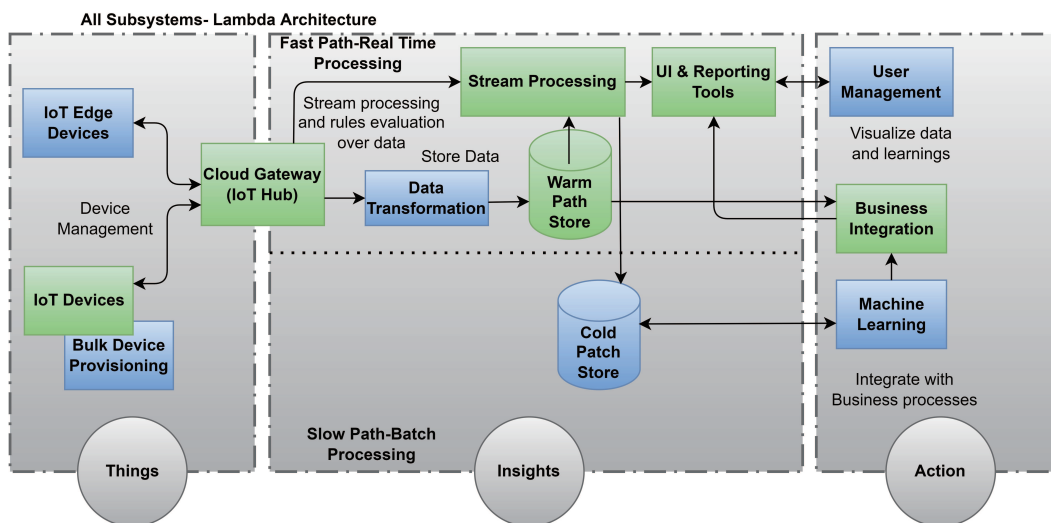 All Subsystems- Lambda Architecture
IoT Edge
Devices
Device
Management
IoT Devices
Bulk Device
Provisioning
Things
Cloud Gateway
(IoT Hub)
Fast Path-Real Time
Processing
Stream processing
and rules evaluation
over data
Store Data
Data
Transformation
Stream Processing
Warm
Path
Store
UI & Reporting
Tools
Cold
Patch
Store
Slow Path-Batch
Processing
Insights
User
Management
Visualize data
and learnings
Business
Integration
Machine
Learning
Integrate with
Business processes
Action